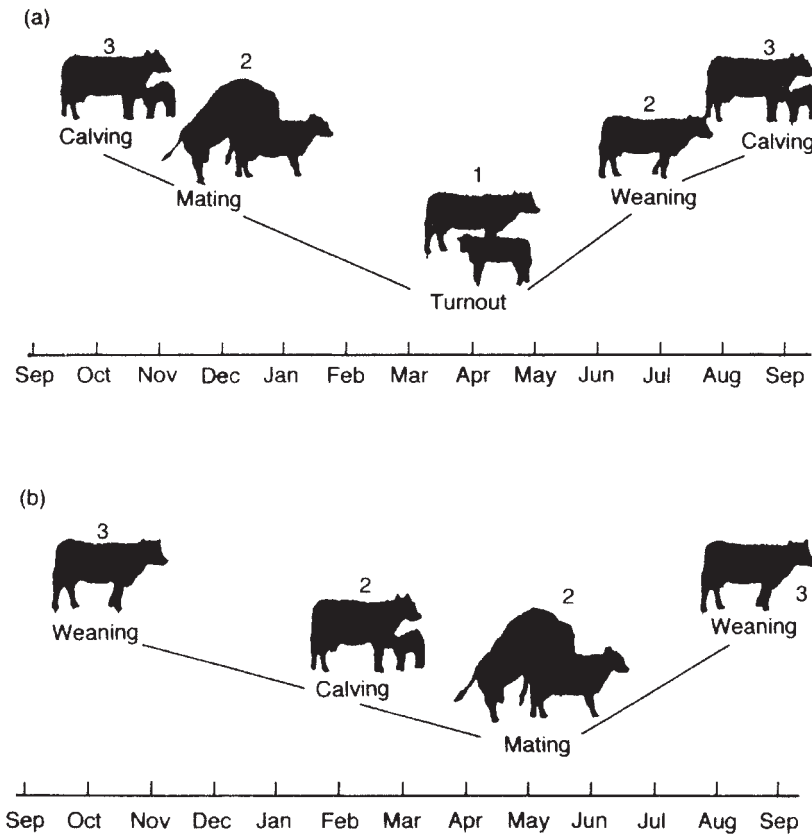 (a)
3
2
3
2
Calving
Calving
1
Mating
Weaning
Turnout
Sep Oct Nov Dec Jan Feb Mar Apr May Jun Jul Aug Sep
(b)
3
2
2
3
Weaning
Weaning
Calving
Mating
Sep Oct Nov Dec Jan Feb Mar Apr May Jun Jul Aug Sep